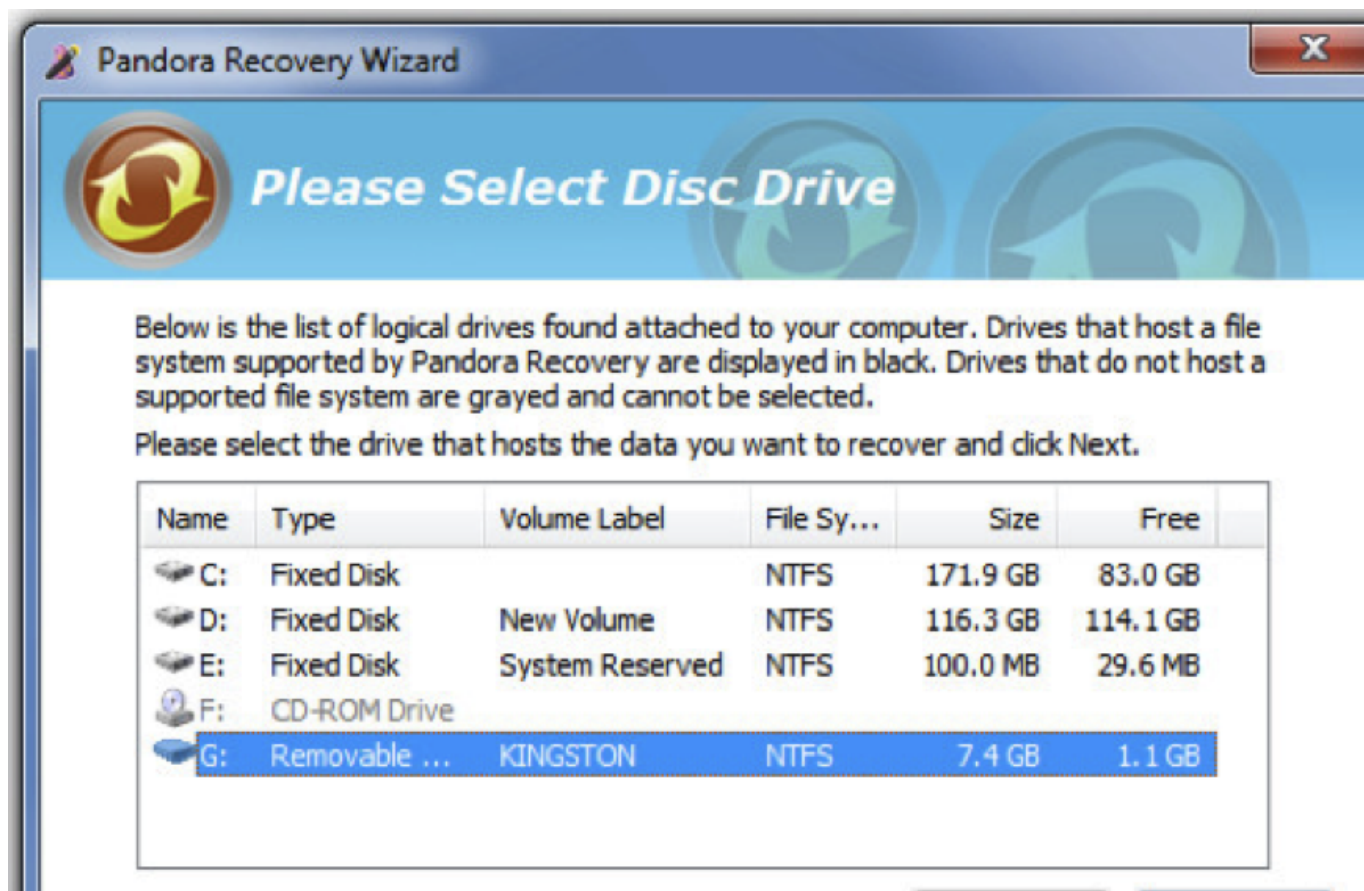 Pandora Recovery Wizard
Please Select Disc Drive
Below is the list of logical drives found attached to your computer. Drives that host a file
system supported by Pandora Recovery are displayed in black. Drives that do not host a
supported file system are grayed and cannot be selected.
Please select the drive that hosts the data you want to recover and click Next.
Name Type Volume Label File Sy... Size Free
C: Fixed Disk NTFS 171.9 GB 83.0 GB
D: Fixed Disk New Volume NTFS 116.3 GB 114.1 GB
E: Fixed Disk System Reserved NTFS 100.0 MB 29.6 MB
F: CD-ROM Drive
G: Removable ... KINGSTON NTFS 7.4 GB 1.1 GB